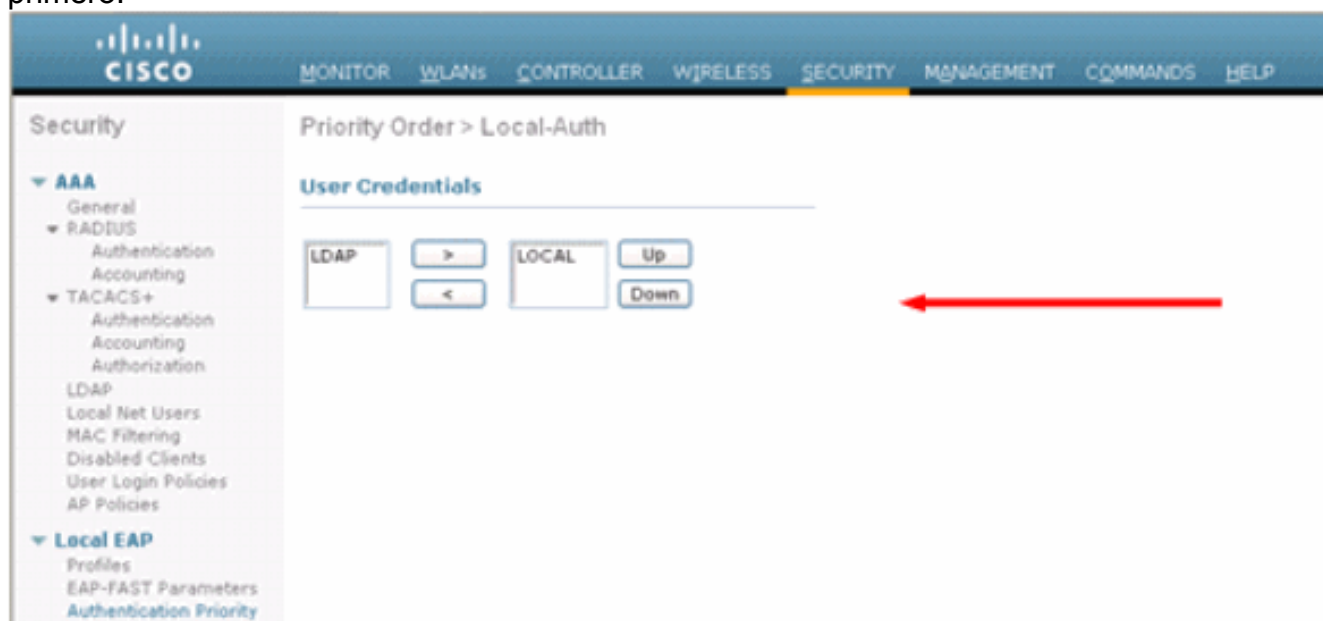 primero.
CISCO
MONITOR WLANs CONTROLLER WIRELESS SECURITY MANAGEMENT COMMANDS HELP
Security
AAA
General
RADIUS
Authentication
Accounting
TACACS+
Authentication
Accounting
Authorization
LDAP
Local Net Users
MAC Filtering
Disabled Clients
User Login Policies
AP Policies
Local EAP
Profiles
EAP-FAST Parameters
Authentication Priority
Priority Order > Local-Auth
User Credentials
LDAP > LOCAL Up
< Down